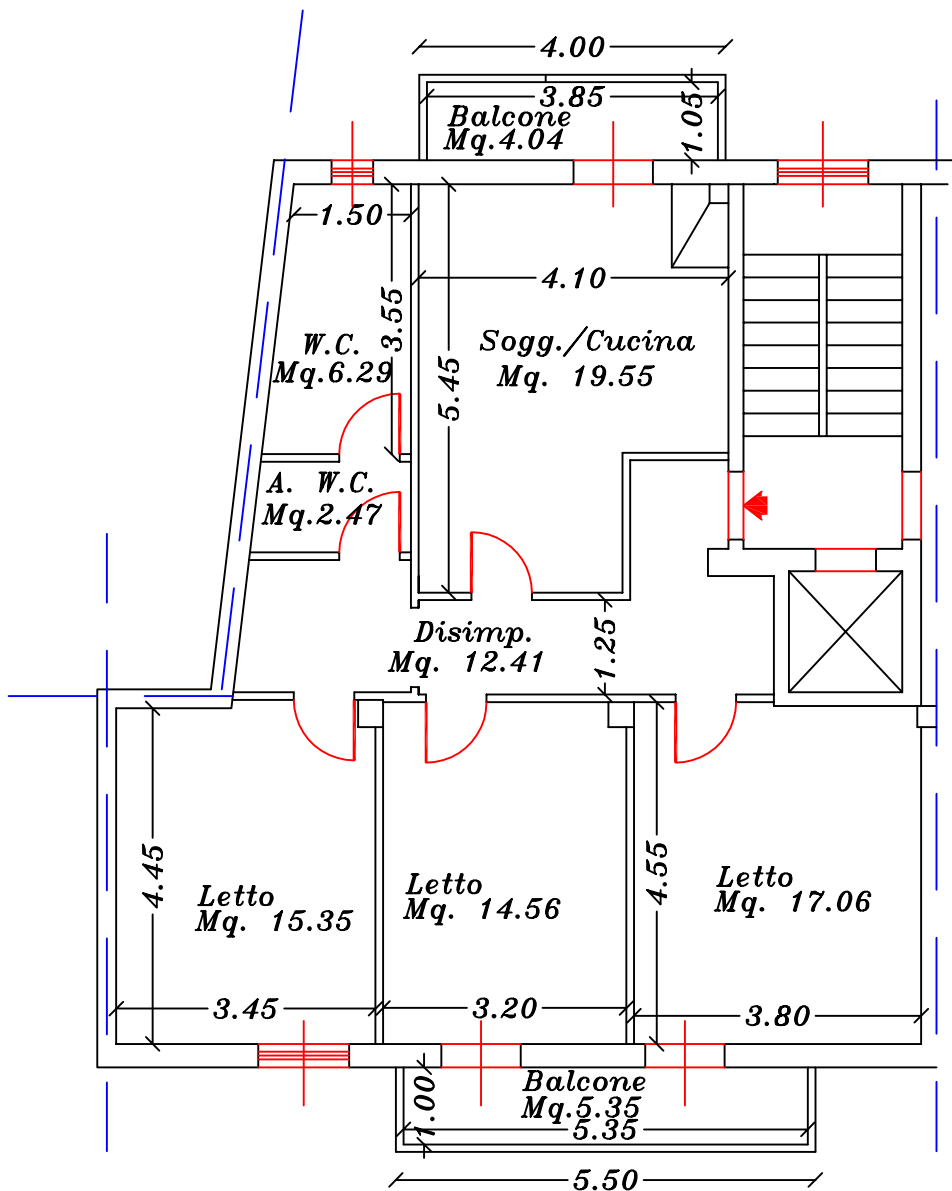 4.00
3.85
1.05
Balcone
Mq.4.04
1.50
3.55
4.10
5.45
W.C.
Mq.6.29
Sogg./Cucina
Mq. 19.55
A. W.C.
Mq.2.47
Disimp.
Mq. 12.41
1.25
4.45
4.55
Letto
Mq. 15.35
Letto
Mq. 14.56
Letto
Mq. 17.06
3.45
3.20
3.80
1.00
Balcone
Mq.5.35
5.35
5.50